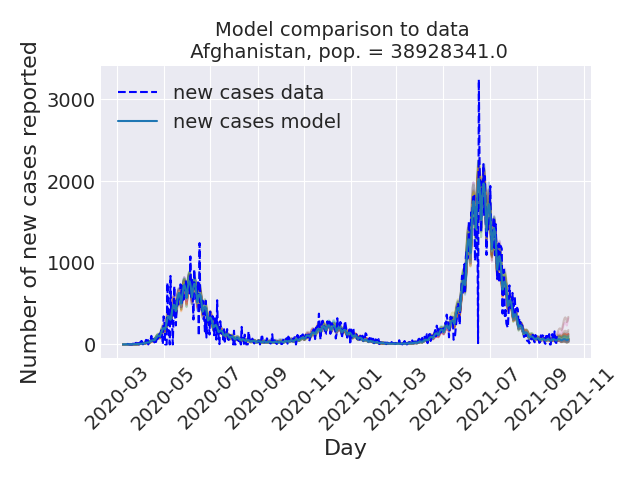 Model comparison to data
Afghanistan, pop. = 38928341.0
Number of new cases reported
3000
2000
1000
0
new cases data
new cases model
2020-03
2020-05
2020-07
2020-09
2020-11
2021-01
2021-03
2021-05
2021-07
2021-09
2021-11
Day